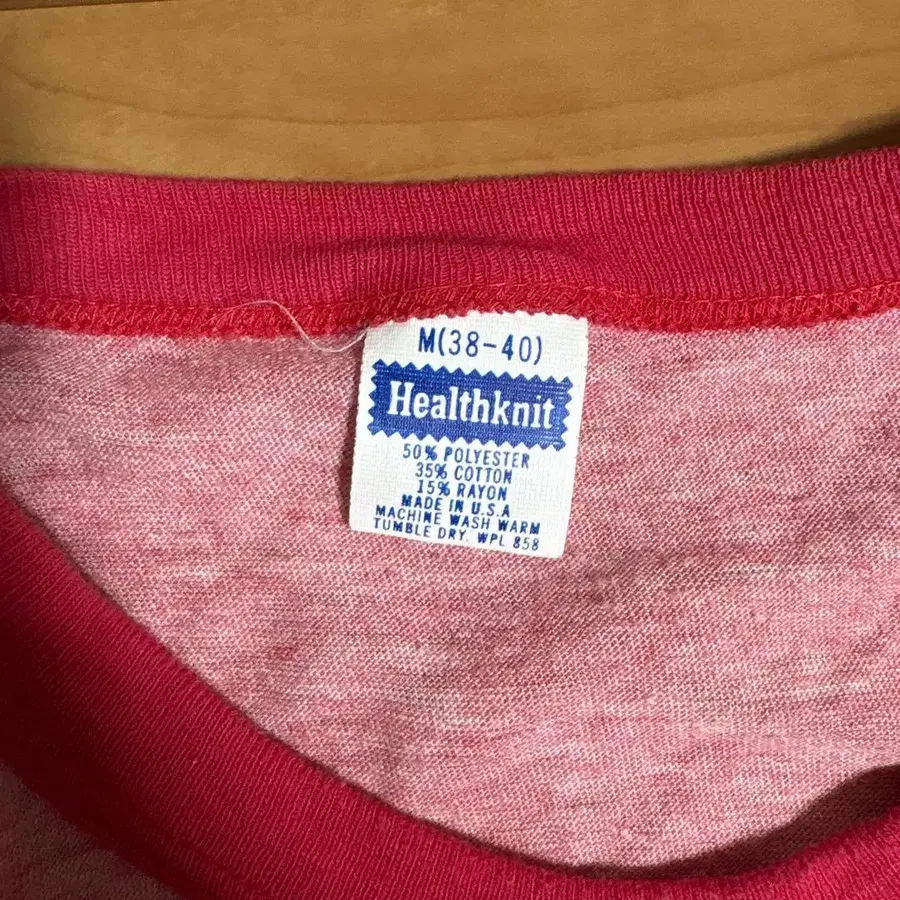 M(38-40)
Healthknit
50% POLYESTER
35% COTTON
15% RAYON
MADE IN U.S.A
MACHINE WASH WARM
TUMBLE DRY. WPL 858